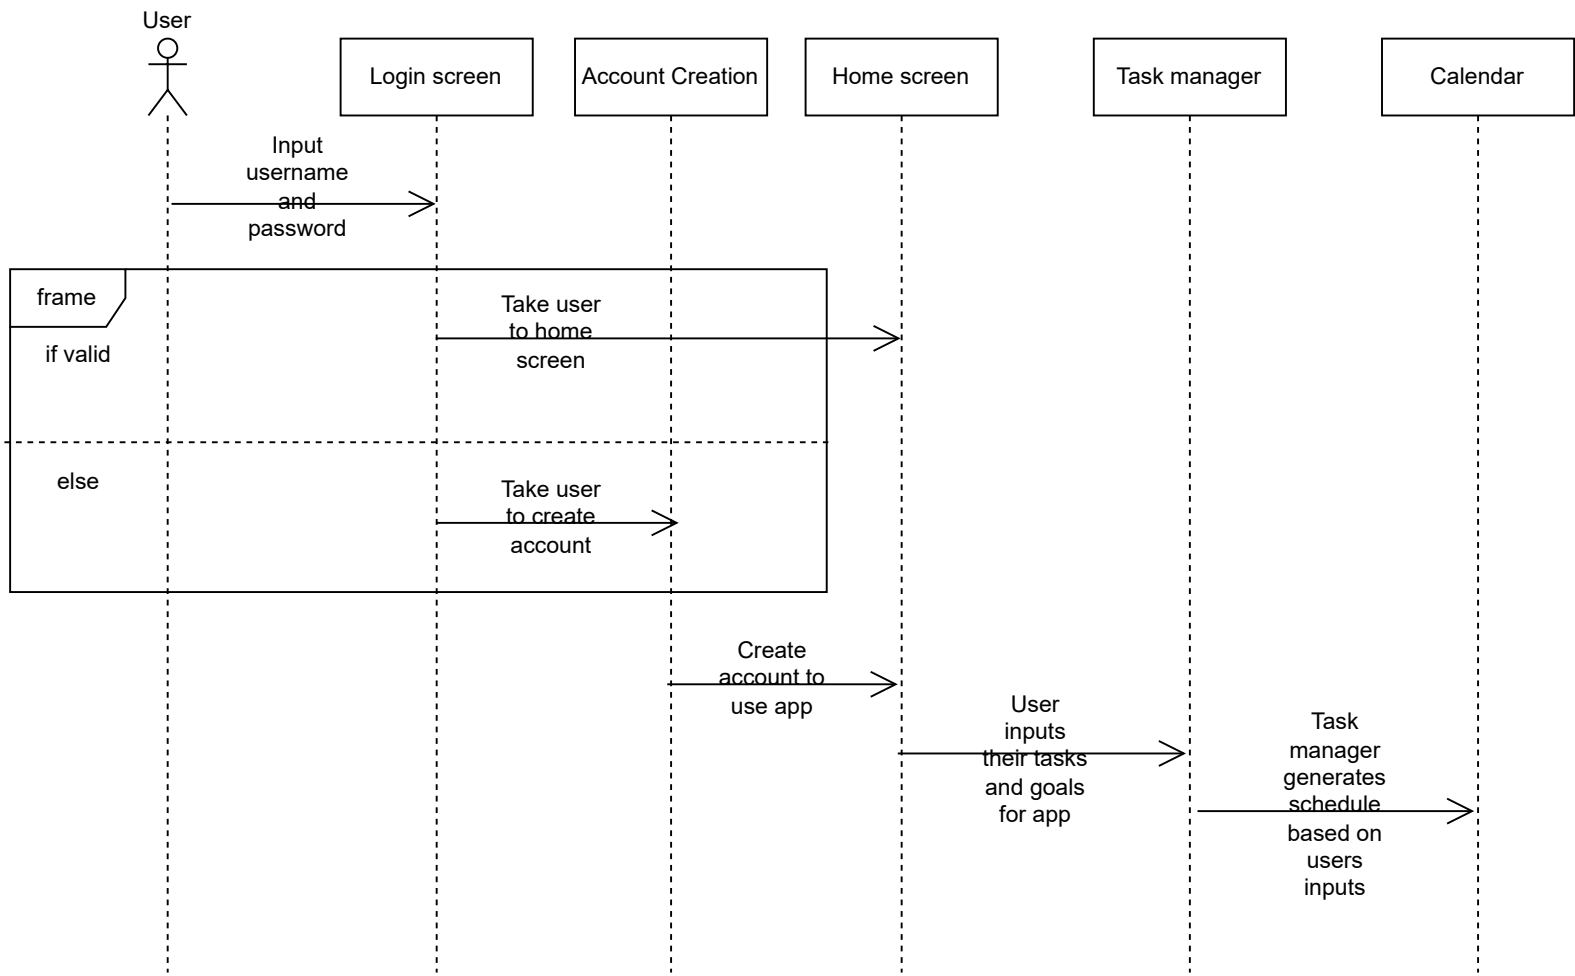 User
Login screen
Account Creation
Home screen
Task manager
Calendar
Input
username
and
password
frame
if valid
Take user
to home
screen
else
Take user
to create
account
Create
account to
use app
User
inputs
their tasks
and goals
for app
Task
manager
generates
schedule
based on
users
inputs